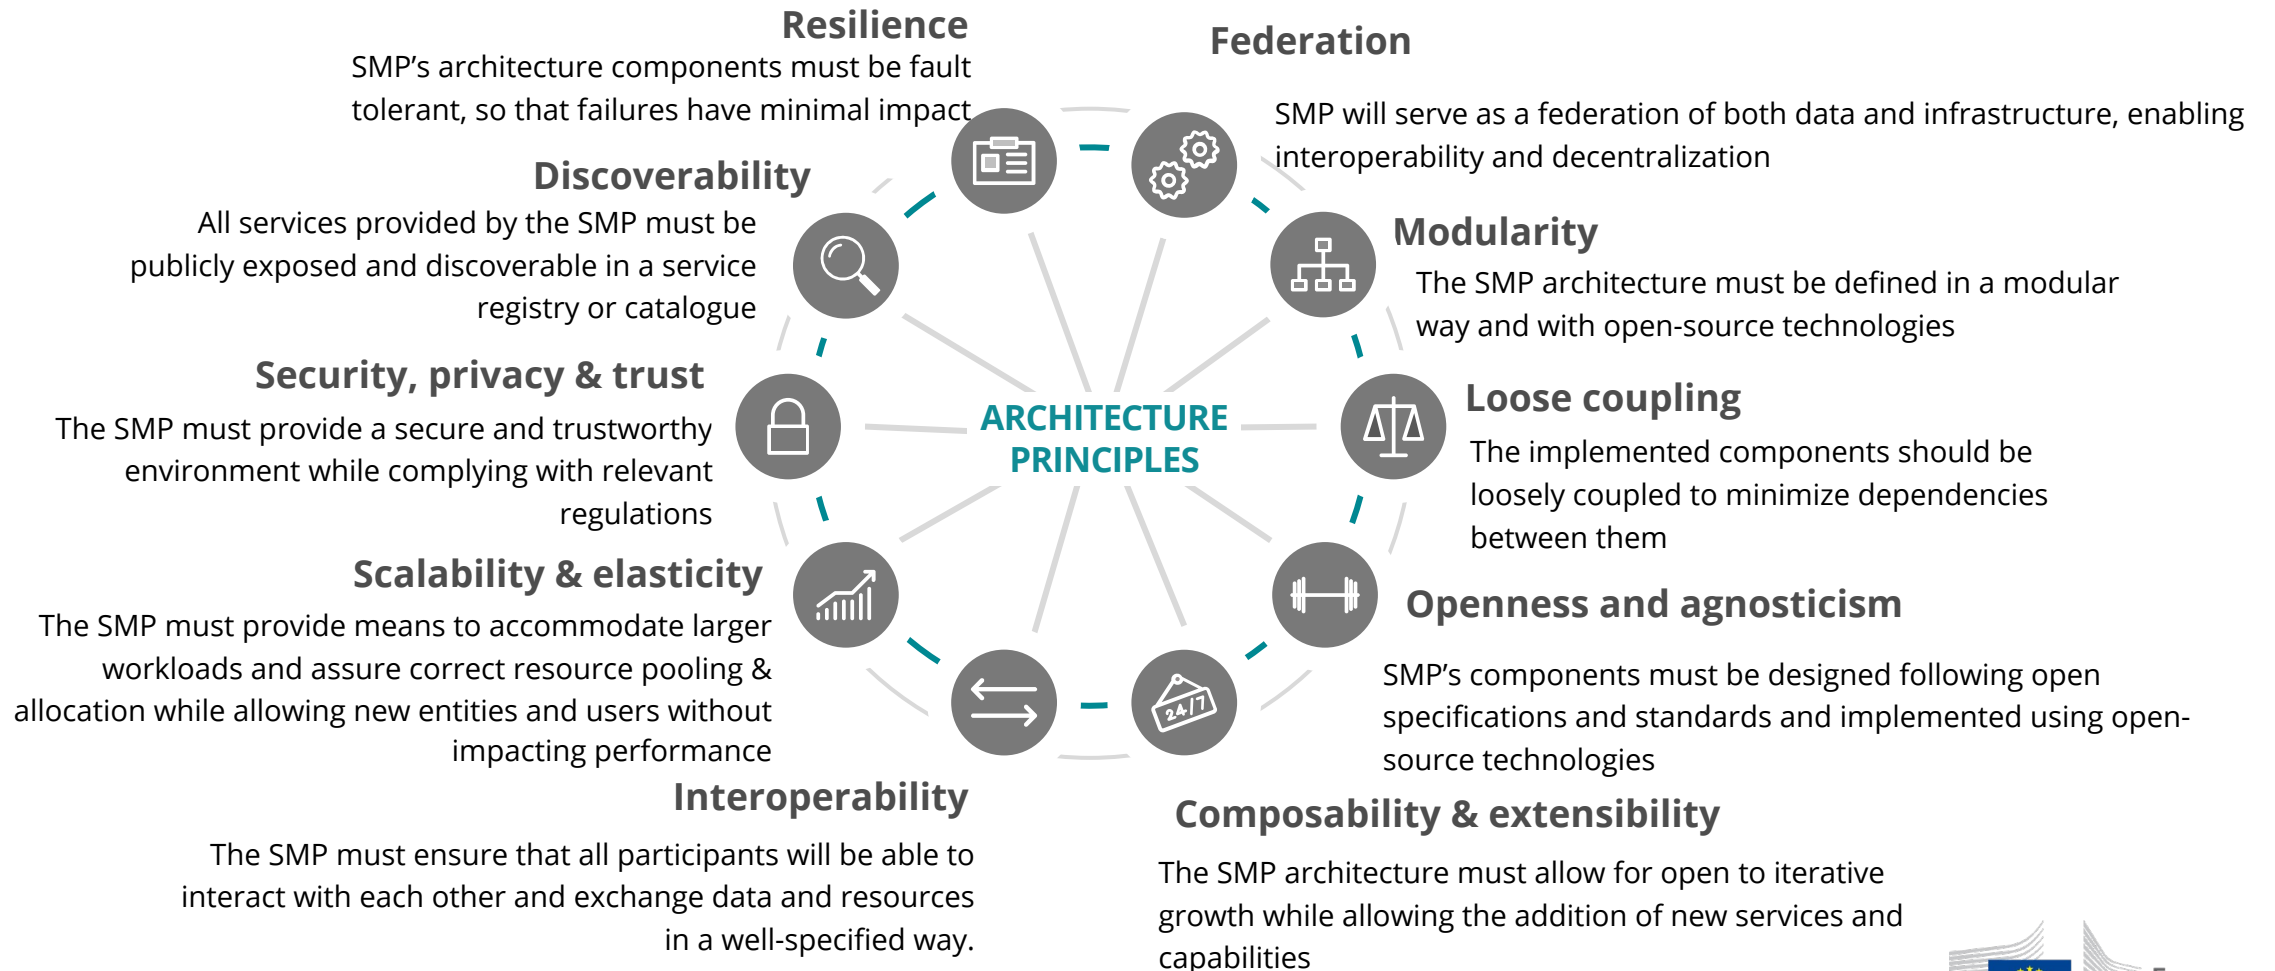 Resilience
SMP’s architecture components must be fault
tolerant, so that failures have minimal impact
Federation
SMP will serve as a federation of both data and infrastructure, enabling
interoperability and decentralization
Discoverability
All services provided by the SMP must be
publicly exposed and discoverable in a service
registry or catalogue
Modularity
The SMP architecture must be defined in a modular
way and with open-source technologies
Security, privacy & trust
The SMP must provide a secure and trustworthy
environment while complying with relevant
regulations
ARCHITECTURE
PRINCIPLES
Loose coupling
The implemented components should be
loosely coupled to minimize dependencies
between them
Scalability & elasticity
The SMP must provide means to accommodate larger
workloads and assure correct resource pooling &
allocation while allowing new entities and users without
impacting performance
Openness and agnosticism
SMP’s components must be designed following open
specifications and standards and implemented using open-
source technologies
24/7
Interoperability
The SMP must ensure that all participants will be able to
interact with each other and exchange data and resources
in a well-specified way.
Composability & extensibility
The SMP architecture must allow for open to iterative
growth while allowing the addition of new services and
capabilities